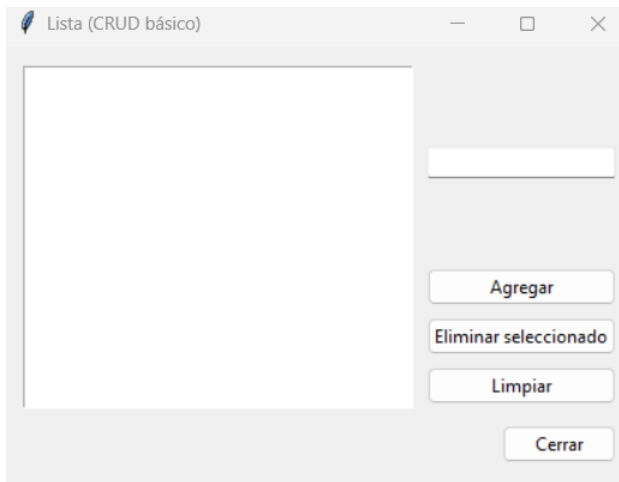 Lista (CRUD básico)
Agregar
Eliminar seleccionado
Limpiar
Cerrar